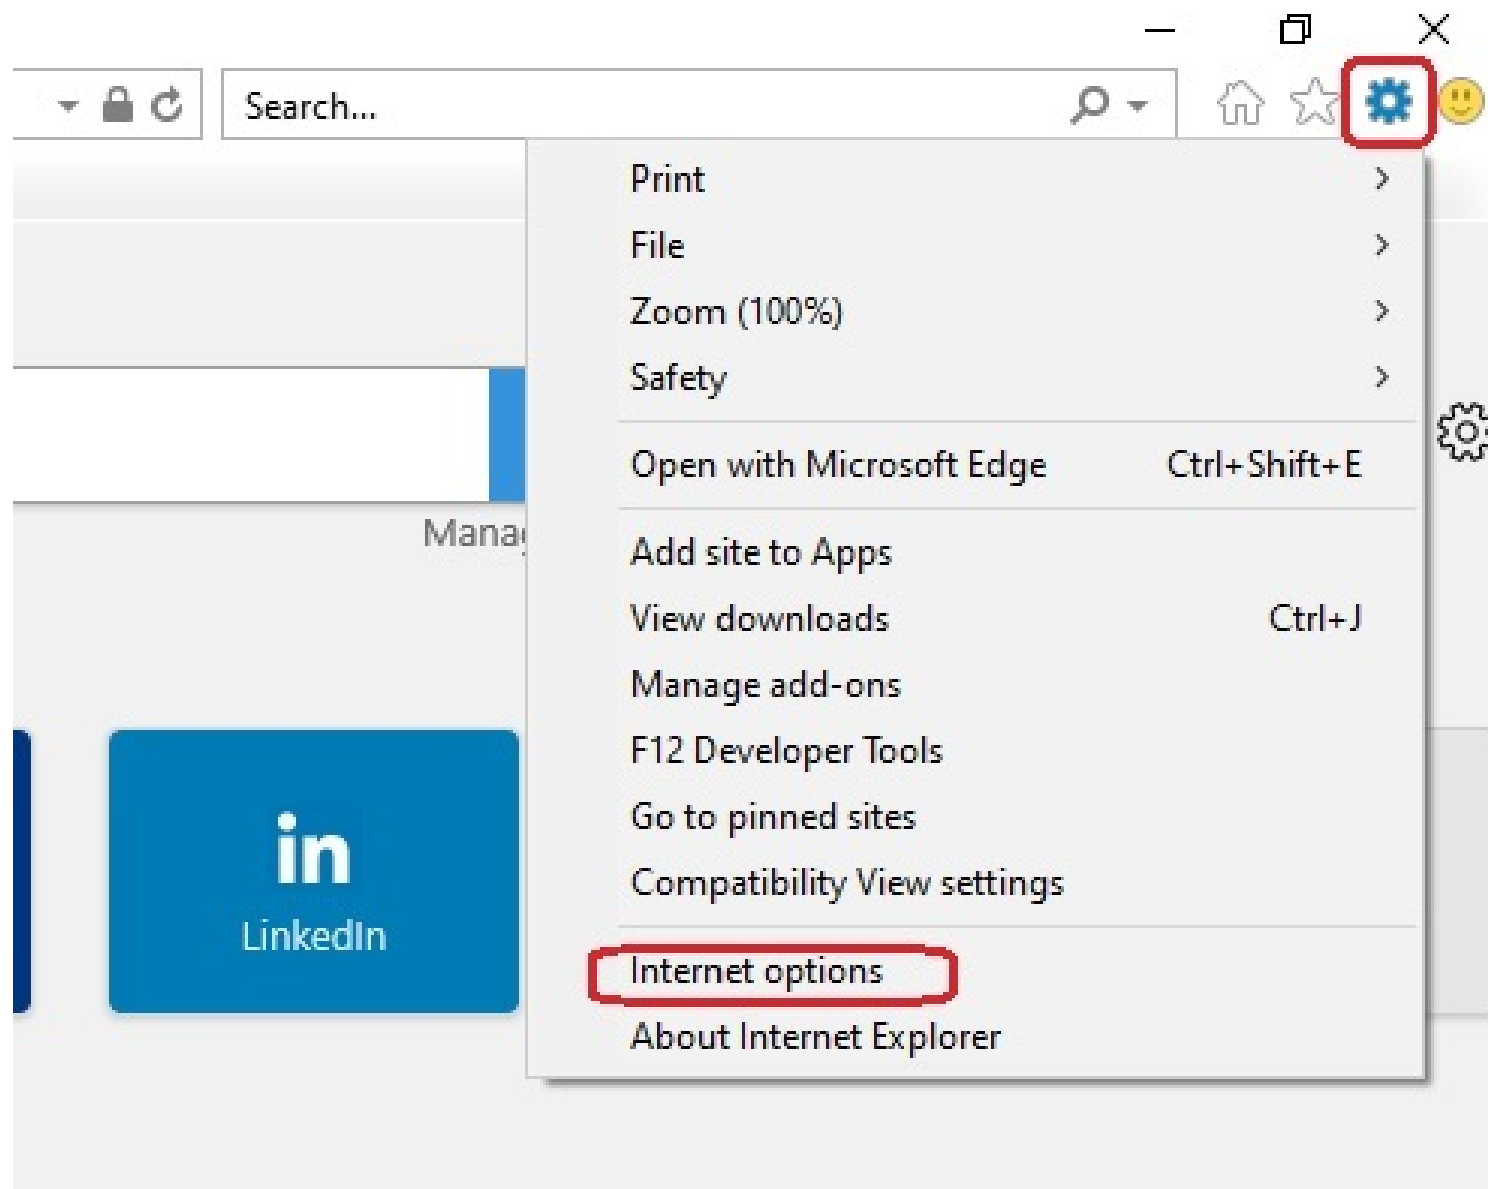 Search...
Print
File
Zoom (100%)
Safety
Open with Microsoft Edge Ctrl+Shift+E
Add site to Apps
View downloads Ctrl+J
Manage add-ons
F12 Developer Tools
Go to pinned sites
Compatibility View settings
Internet options
About Internet Explorer
Mana
in
LinkedIn